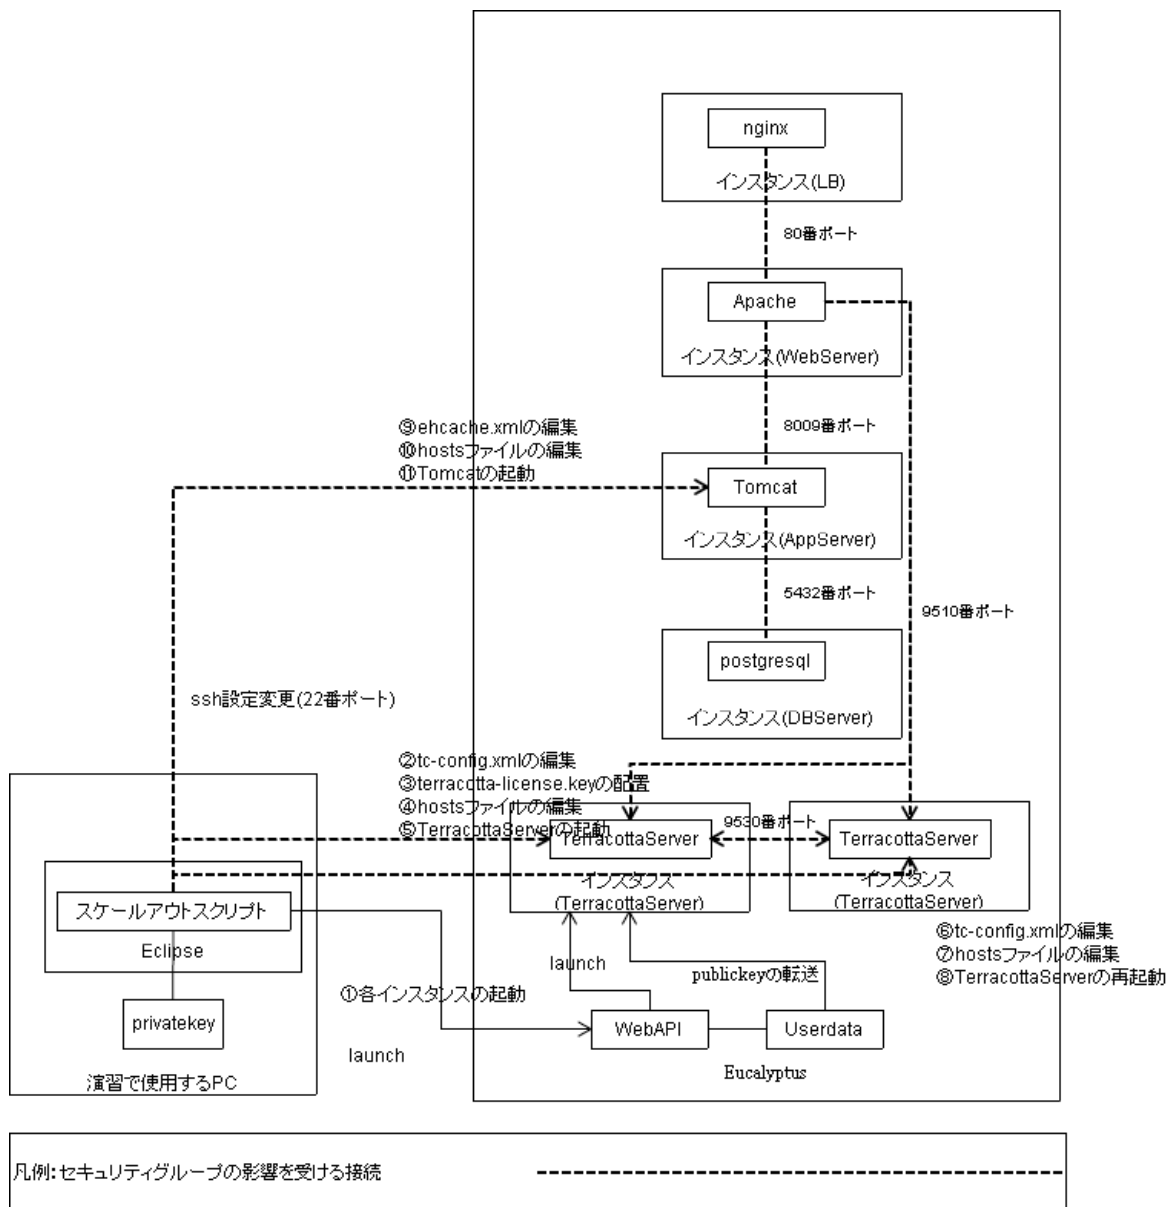 nginx
インスタンス(LB)
80番ポート
Apache
インスタンス(WebServer)
8009番ポート
⑨ehcache.xmlの編集
⑩hostsファイルの編集
⑪Tomcatの起動
Tomcat
インスタンス(AppServer)
5432番ポート
9510番ポート
postgresql
インスタンス(DBServer)
ssh設定変更(22番ポート)
②tc-config.xmlの編集
③terracotta-license.keyの配置
④hostsファイルの編集
⑤TerracottaServerの起動
TerracottaServer
9530番ポート
TerracottaServer
インスタンス
(TerracottaServer)
インスタンス
(TerracottaServer)
⑥tc-config.xmlの編集
⑦hostsファイルの編集
⑧TerracottaServerの再起動
スケールアウトスクリプト
Eclipse
privatekey
演習で使用するPC
①各インスタンスの起動
launch
launch
publickeyの転送
WebAPI
Userdata
Eucalyptus
凡例:セキュリティグループの影響を受ける接続